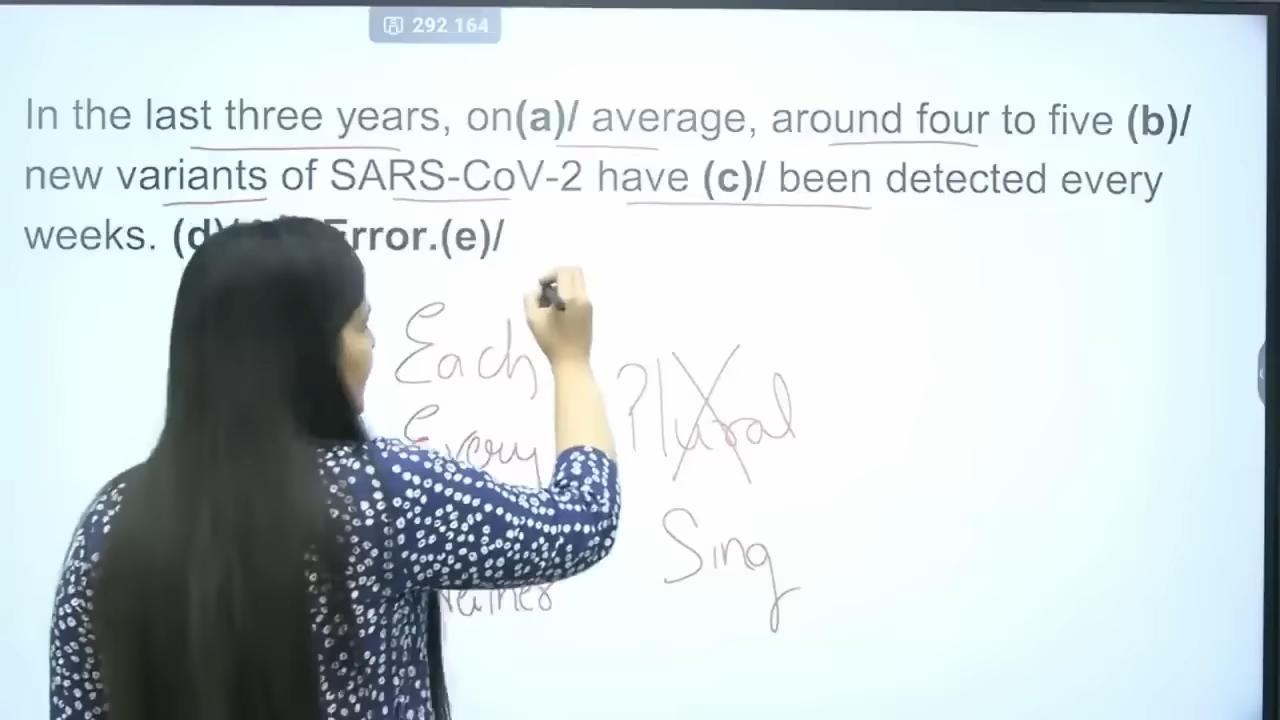 292 164
In the last three years, on(a)/ average, around four to five (b)/
new variants of SARS-CoV-2 have (c)/ been detected every
weeks. (d)/ Error.(e)/
Each
Every
Plural
Sing